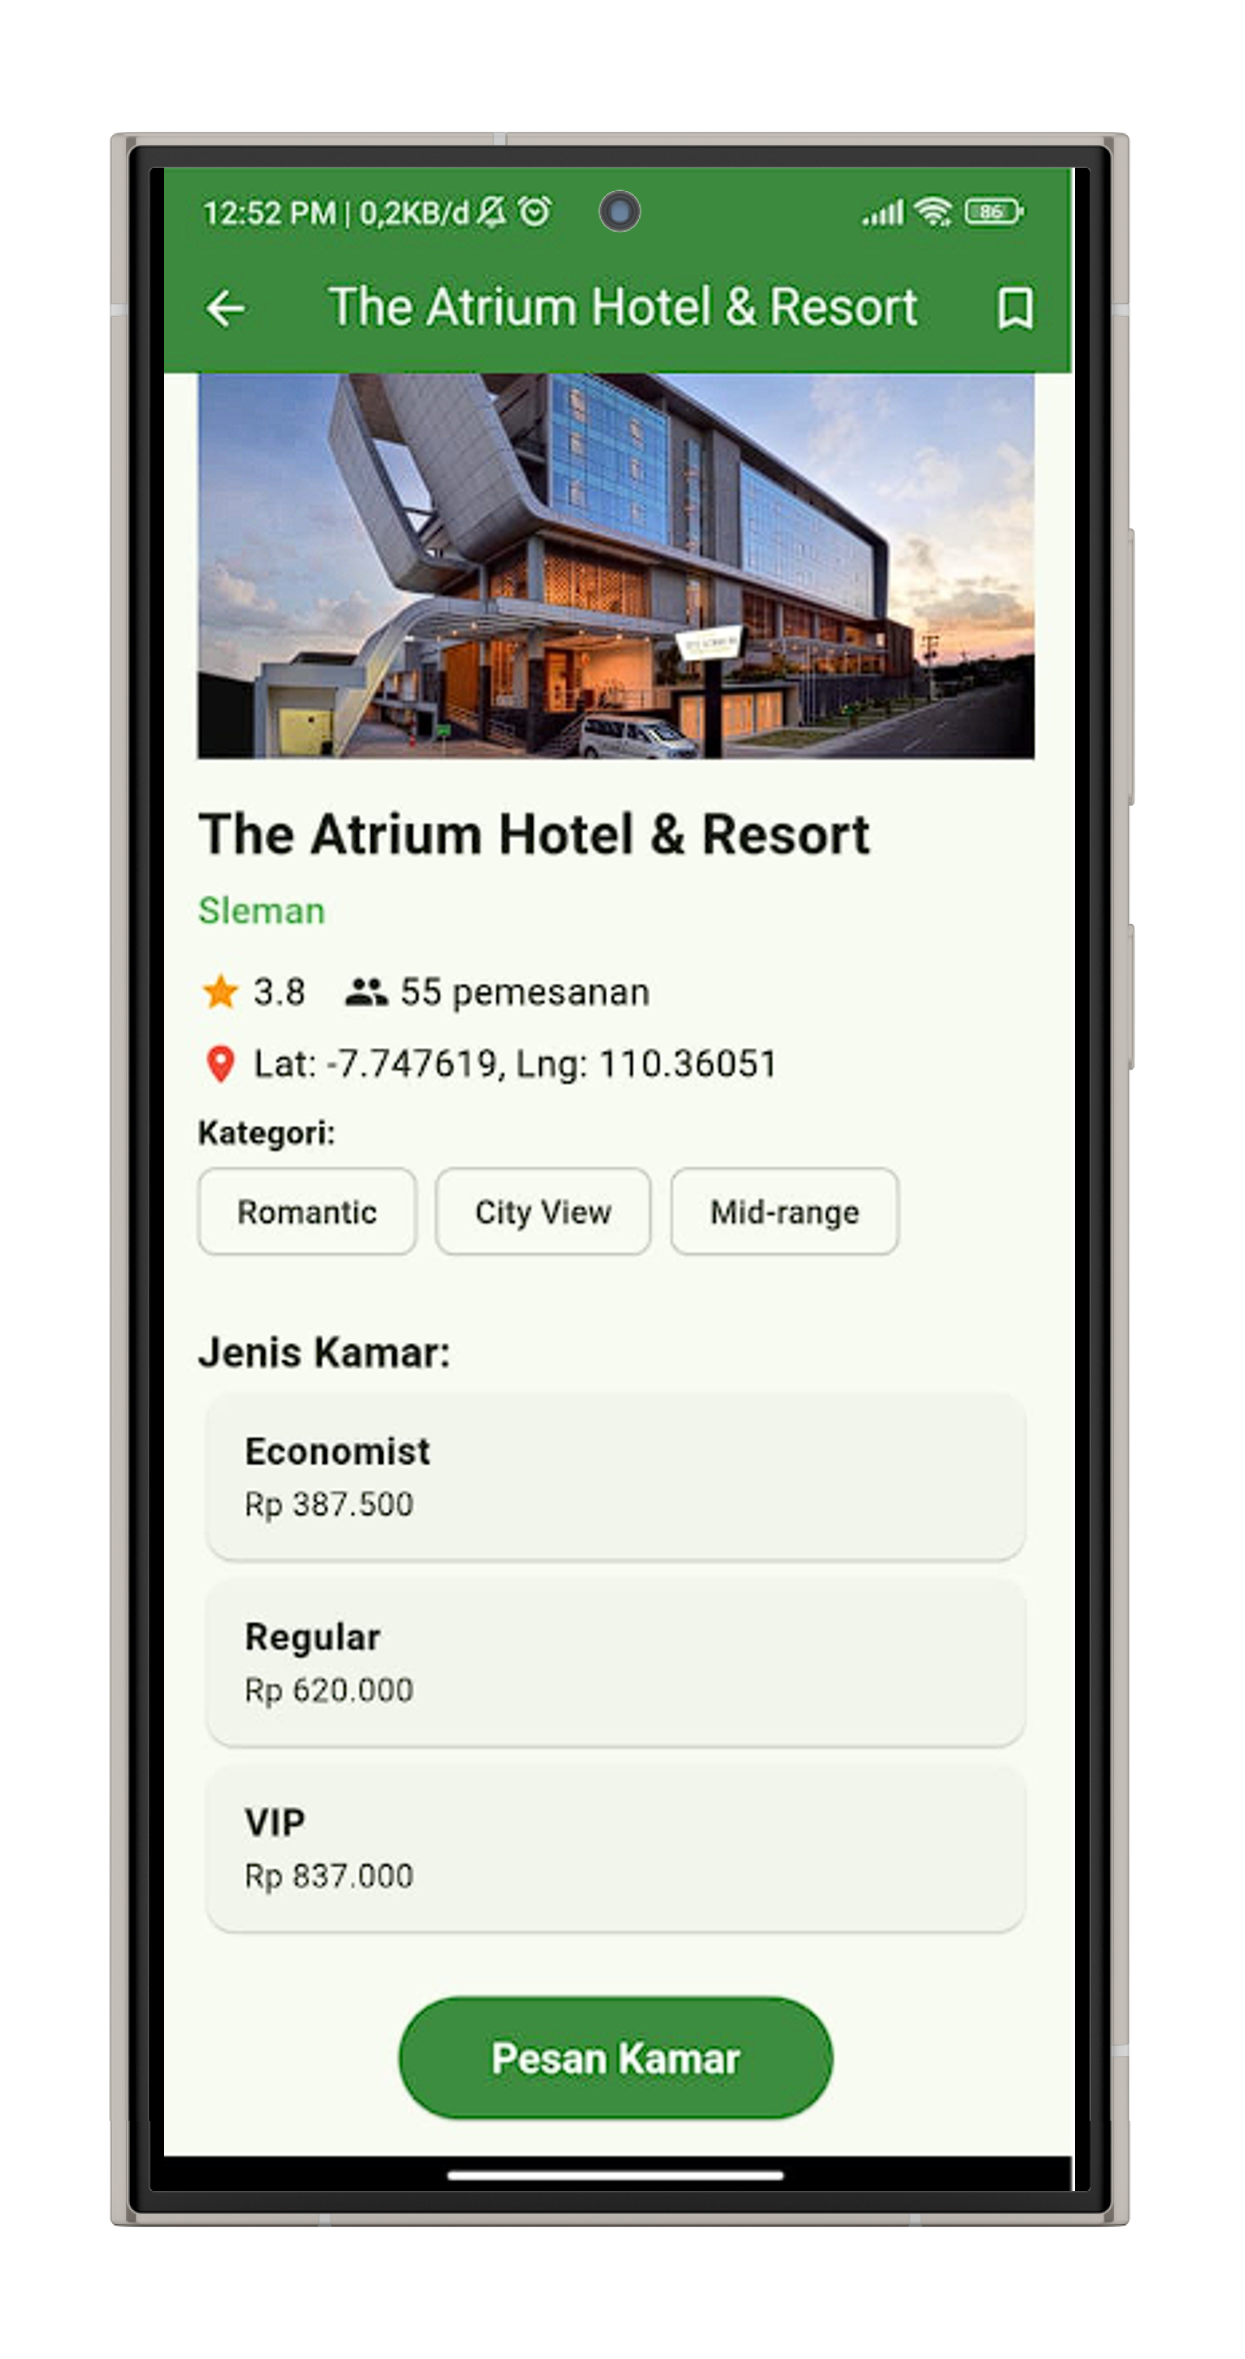 12:52 PM | 0,2KB/d
86
The Atrium Hotel & Resort
The Atrium Hotel & Resort
Sleman
3.8 55 pemesanan
Lat: -7.747619, Lng: 110.36051
Kategori:
Romantic City View Mid-range
Jenis Kamar:
Economist
Rp 387.500
Regular
Rp 620.000
VIP
Rp 837.000
Pesan Kamar